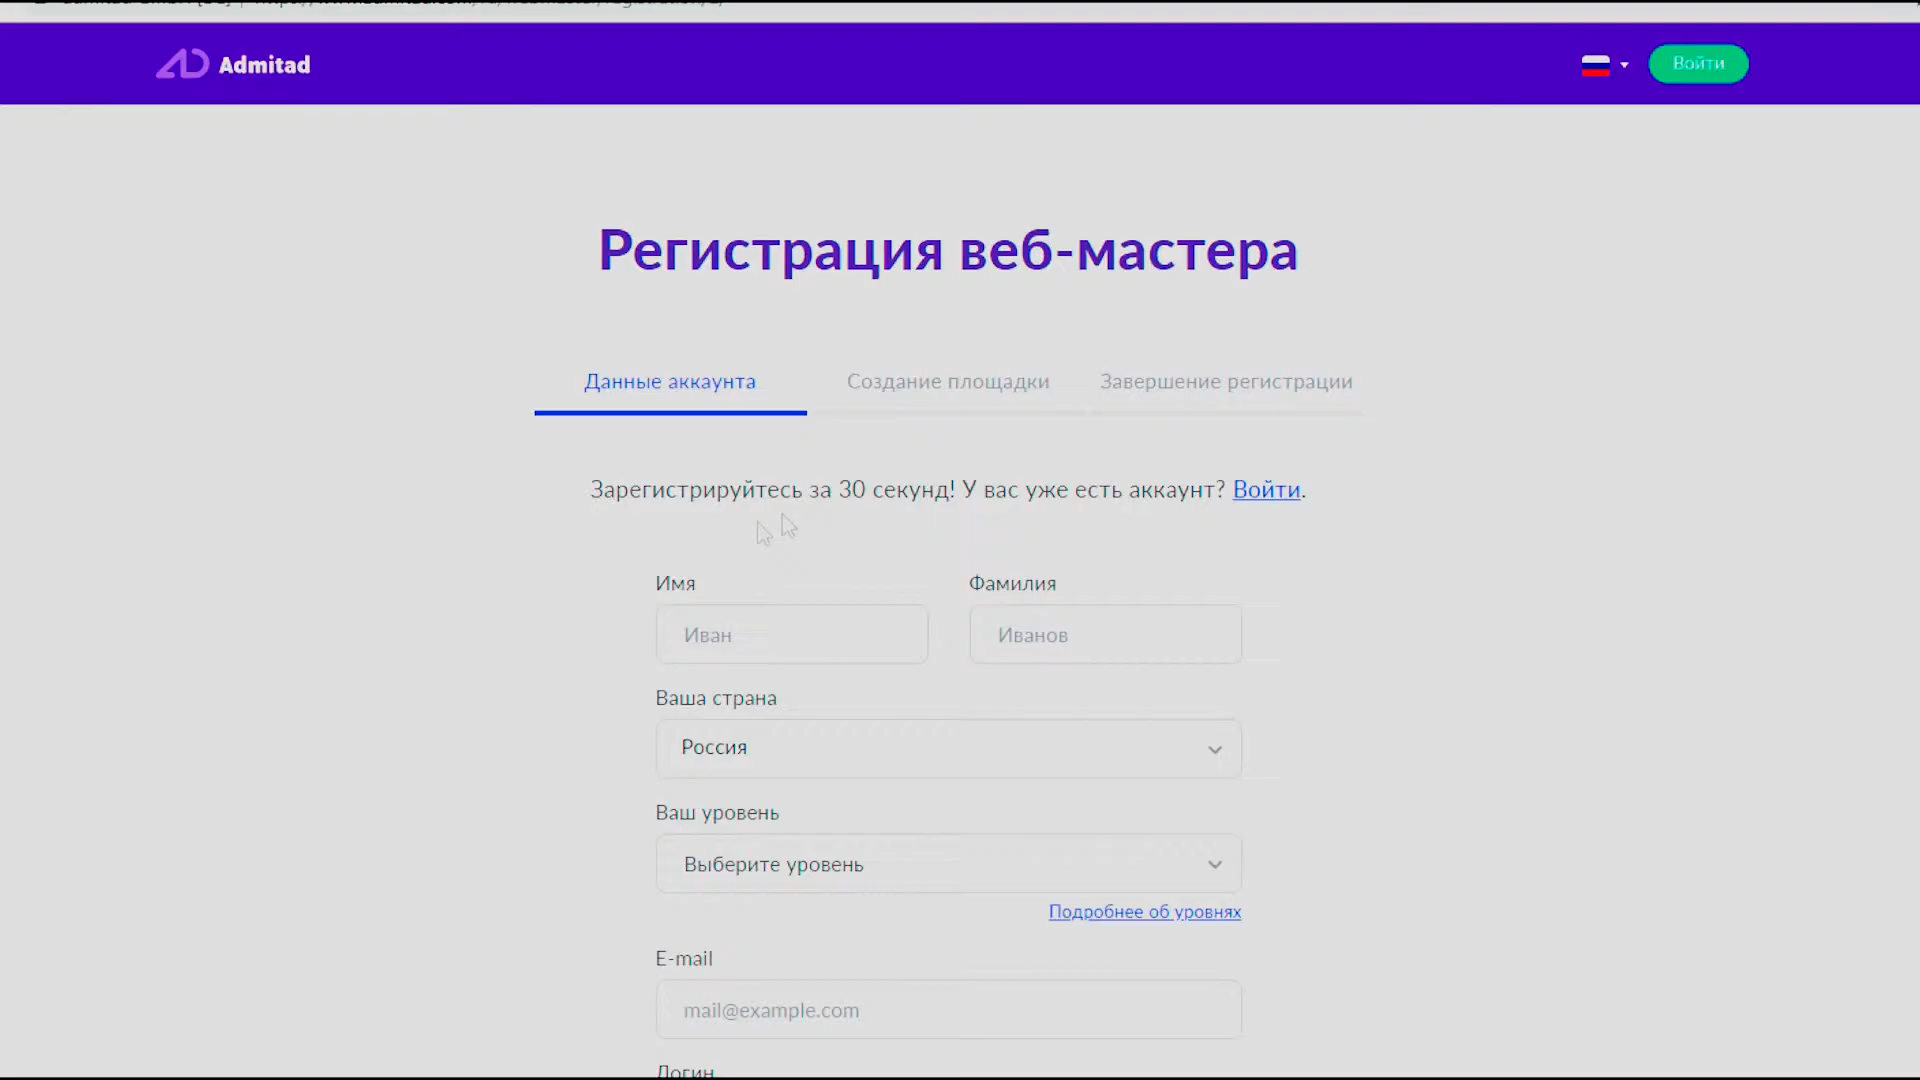 Admitad
Войти
Регистрация веб-мастера
Данные аккаунта
Создание площадки
Завершение регистрации
Зарегистрируйтесь за 30 секунд! У вас уже есть аккаунт? Войти.
Имя
Фамилия
Иван
Иванов
Ваша страна
Россия
Ваш уровень
Выберите уровень
Подробнее об уровнях
E-mail
mail@example.com
Логин